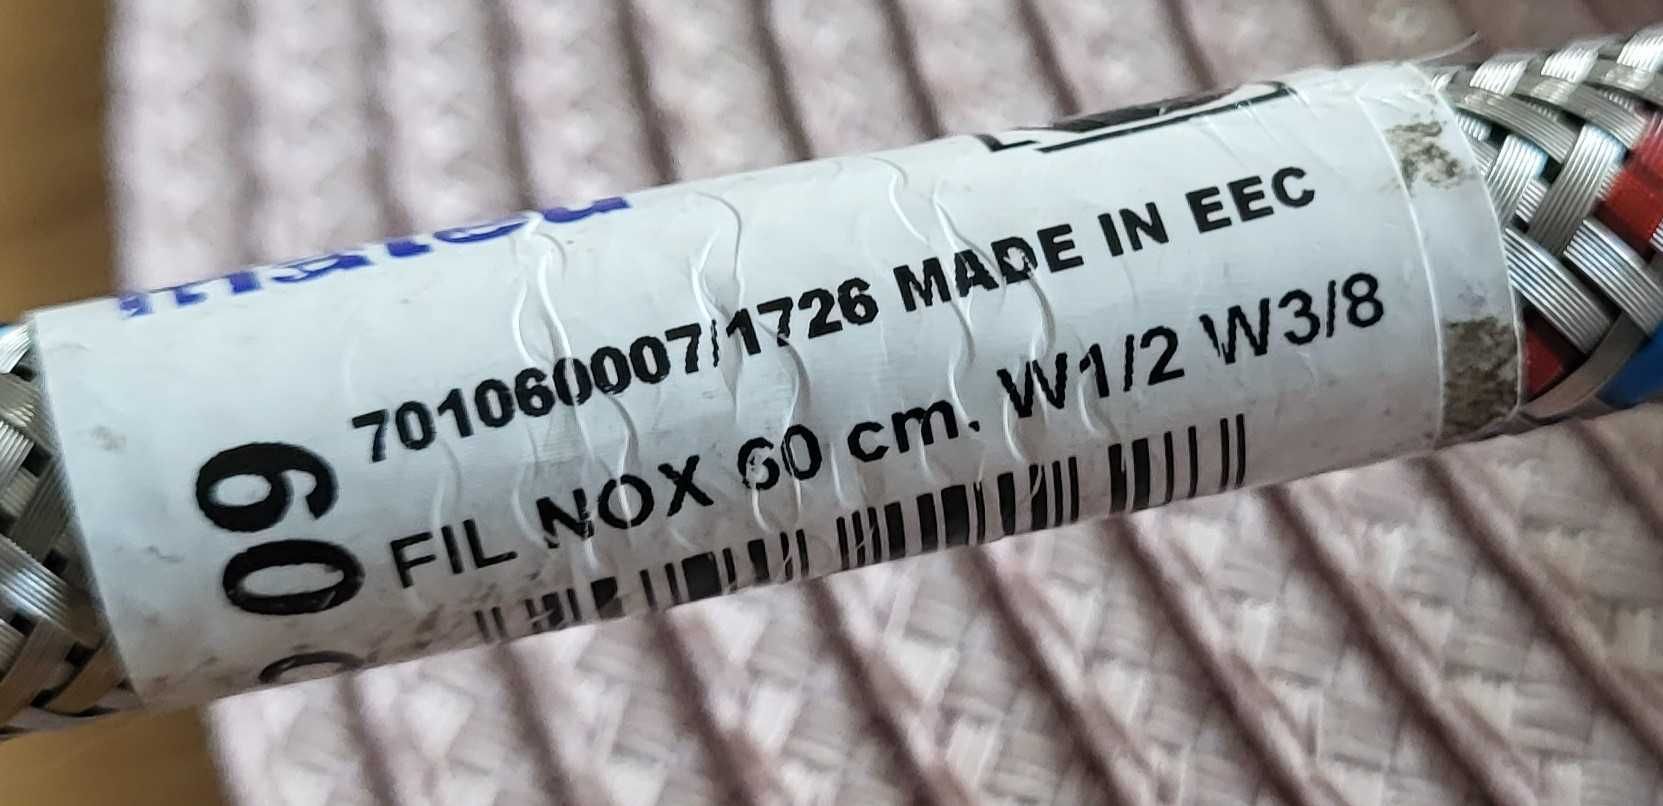 701060007/1726 MADE IN EEC
FIL NOX 60 cm. W1/2 W3/8
60